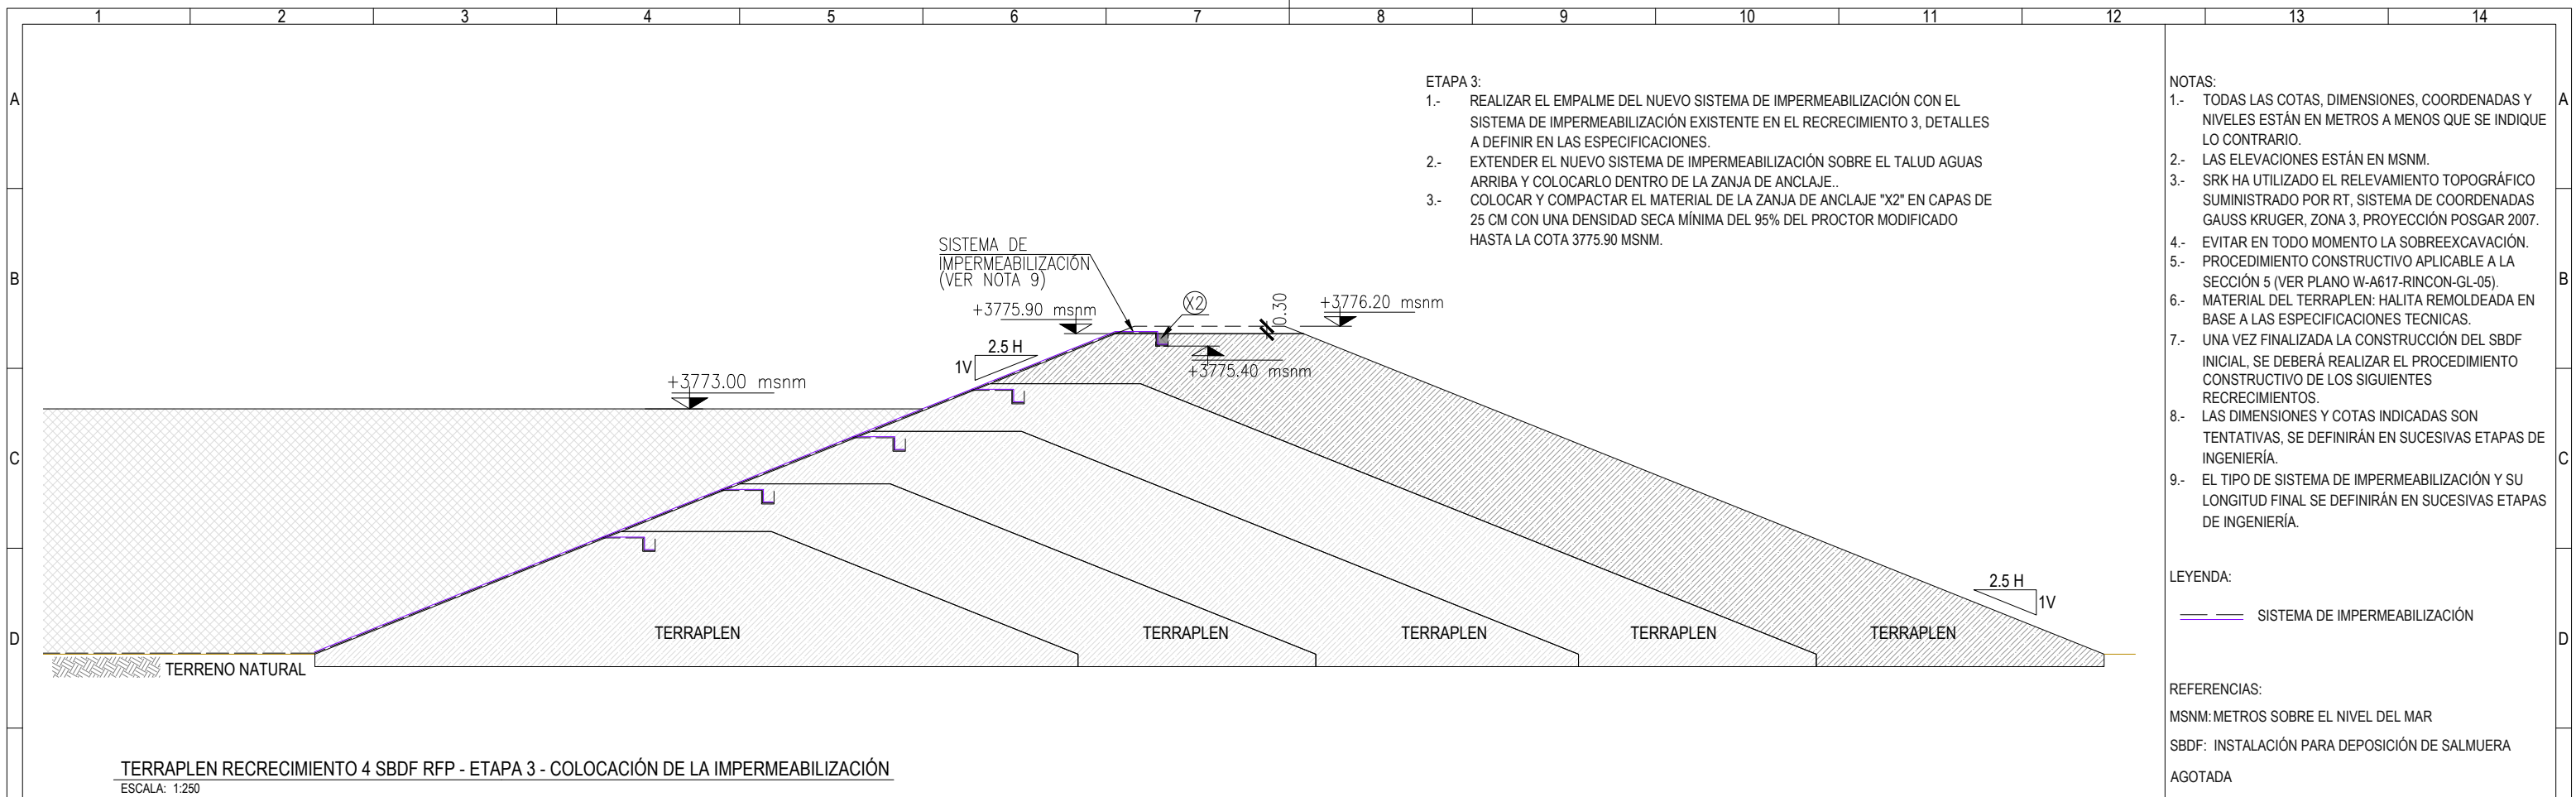 1 2 3 4 5 6 7 8 9 10 11 12 13 14
A
B
C
D
ETAPA 3:
1.- REALIZAR EL EMPALME DEL NUEVO SISTEMA DE IMPERMEABILIZACIÓN CON EL
SISTEMA DE IMPERMEABILIZACIÓN EXISTENTE EN EL RECRECIMIENTO 3, DETALLES
A DEFINIR EN LAS ESPECIFICACIONES.
2.- EXTENDER EL NUEVO SISTEMA DE IMPERMEABILIZACIÓN SOBRE EL TALUD AGUAS
ARRIBA Y COLOCARLO DENTRO DE LA ZANJA DE ANCLAJE..
3.- COLOCAR Y COMPACTAR EL MATERIAL DE LA ZANJA DE ANCLAJE "X2" EN CAPAS DE
25 CM CON UNA DENSIDAD SECA MÍNIMA DEL 95% DEL PROCTOR MODIFICADO
HASTA LA COTA 3775.90 MSNM.
SISTEMA DE
IMPERMEABILIZACIÓN
(VER NOTA 9)
X2
0.30
+3776.20 msnm
+3775.90 msnm
2.5 H
1V
+3775.40 msnm
+3773.00 msnm
2.5 H
1V
TERRAPLEN TERRAPLEN TERRAPLEN TERRAPLEN TERRAPLEN
TERRENO NATURAL
TERRAPLEN RECRECIMIENTO 4 SBDF RFP - ETAPA 3 - COLOCACIÓN DE LA IMPERMEABILIZACIÓN
ESCALA: 1:250
NOTAS:
1.- TODAS LAS COTAS, DIMENSIONES, COORDENADAS Y
NIVELES ESTÁN EN METROS A MENOS QUE SE INDIQUE
LO CONTRARIO.
2.- LAS ELEVACIONES ESTÁN EN MSNM.
3.- SRK HA UTILIZADO EL RELEVAMIENTO TOPOGRÁFICO
SUMINISTRADO POR RT, SISTEMA DE COORDENADAS
GAUSS KRUGER, ZONA 3, PROYECCIÓN POSGAR 2007.
4.- EVITAR EN TODO MOMENTO LA SOBREEXCAVACIÓN.
5.- PROCEDIMIENTO CONSTRUCTIVO APLICABLE A LA
SECCIÓN 5 (VER PLANO W-A617-RINCON-GL-05).
6.- MATERIAL DEL TERRAPLEN: HALITA REMOLDEADA EN
BASE A LAS ESPECIFICACIONES TECNICAS.
7.- UNA VEZ FINALIZADA LA CONSTRUCCIÓN DEL SBDF
INICIAL, SE DEBERÁ REALIZAR EL PROCEDIMIENTO
CONSTRUCTIVO DE LOS SIGUIENTES
RECRECIMIENTOS.
8.- LAS DIMENSIONES Y COTAS INDICADAS SON
TENTATIVAS, SE DEFINIRÁN EN SUCESIVAS ETAPAS DE
INGENIERÍA.
9.- EL TIPO DE SISTEMA DE IMPERMEABILIZACIÓN Y SU
LONGITUD FINAL SE DEFINIRÁN EN SUCESIVAS ETAPAS
DE INGENIERÍA.
LEYENDA:
SISTEMA DE IMPERMEABILIZACIÓN
REFERENCIAS:
MSNM: METROS SOBRE EL NIVEL DEL MAR
SBDF: INSTALACIÓN PARA DEPOSICIÓN DE SALMUERA
AGOTADA
A
B
C
D